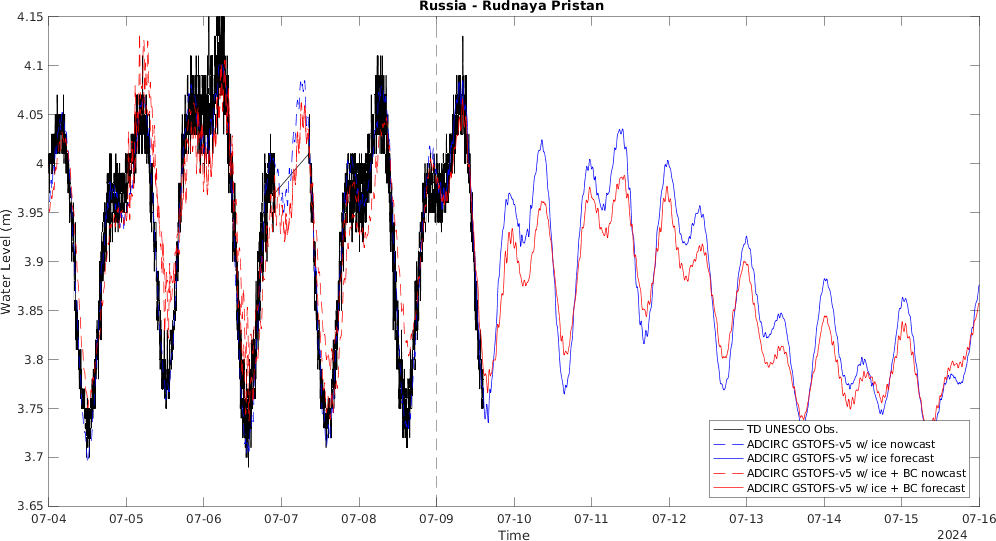 Russia - Rudnaya Pristan
4.15
4.1
4.05
4
3.95
3.9
3.85
3.8
3.75
3.7
3.65
Water Level (m)
TD UNESCO Obs.
ADCIRC GSTOFS-v5 w/ ice nowcast
ADCIRC GSTOFS-v5 w/ ice forecast
ADCIRC GSTOFS-v5 w/ ice + BC nowcast
ADCIRC GSTOFS-v5 w/ ice + BC forecast
07-04 07-05 07-06 07-07 07-08 07-09 07-10 07-11 07-12 07-13 07-14 07-15 07-16
Time
2024